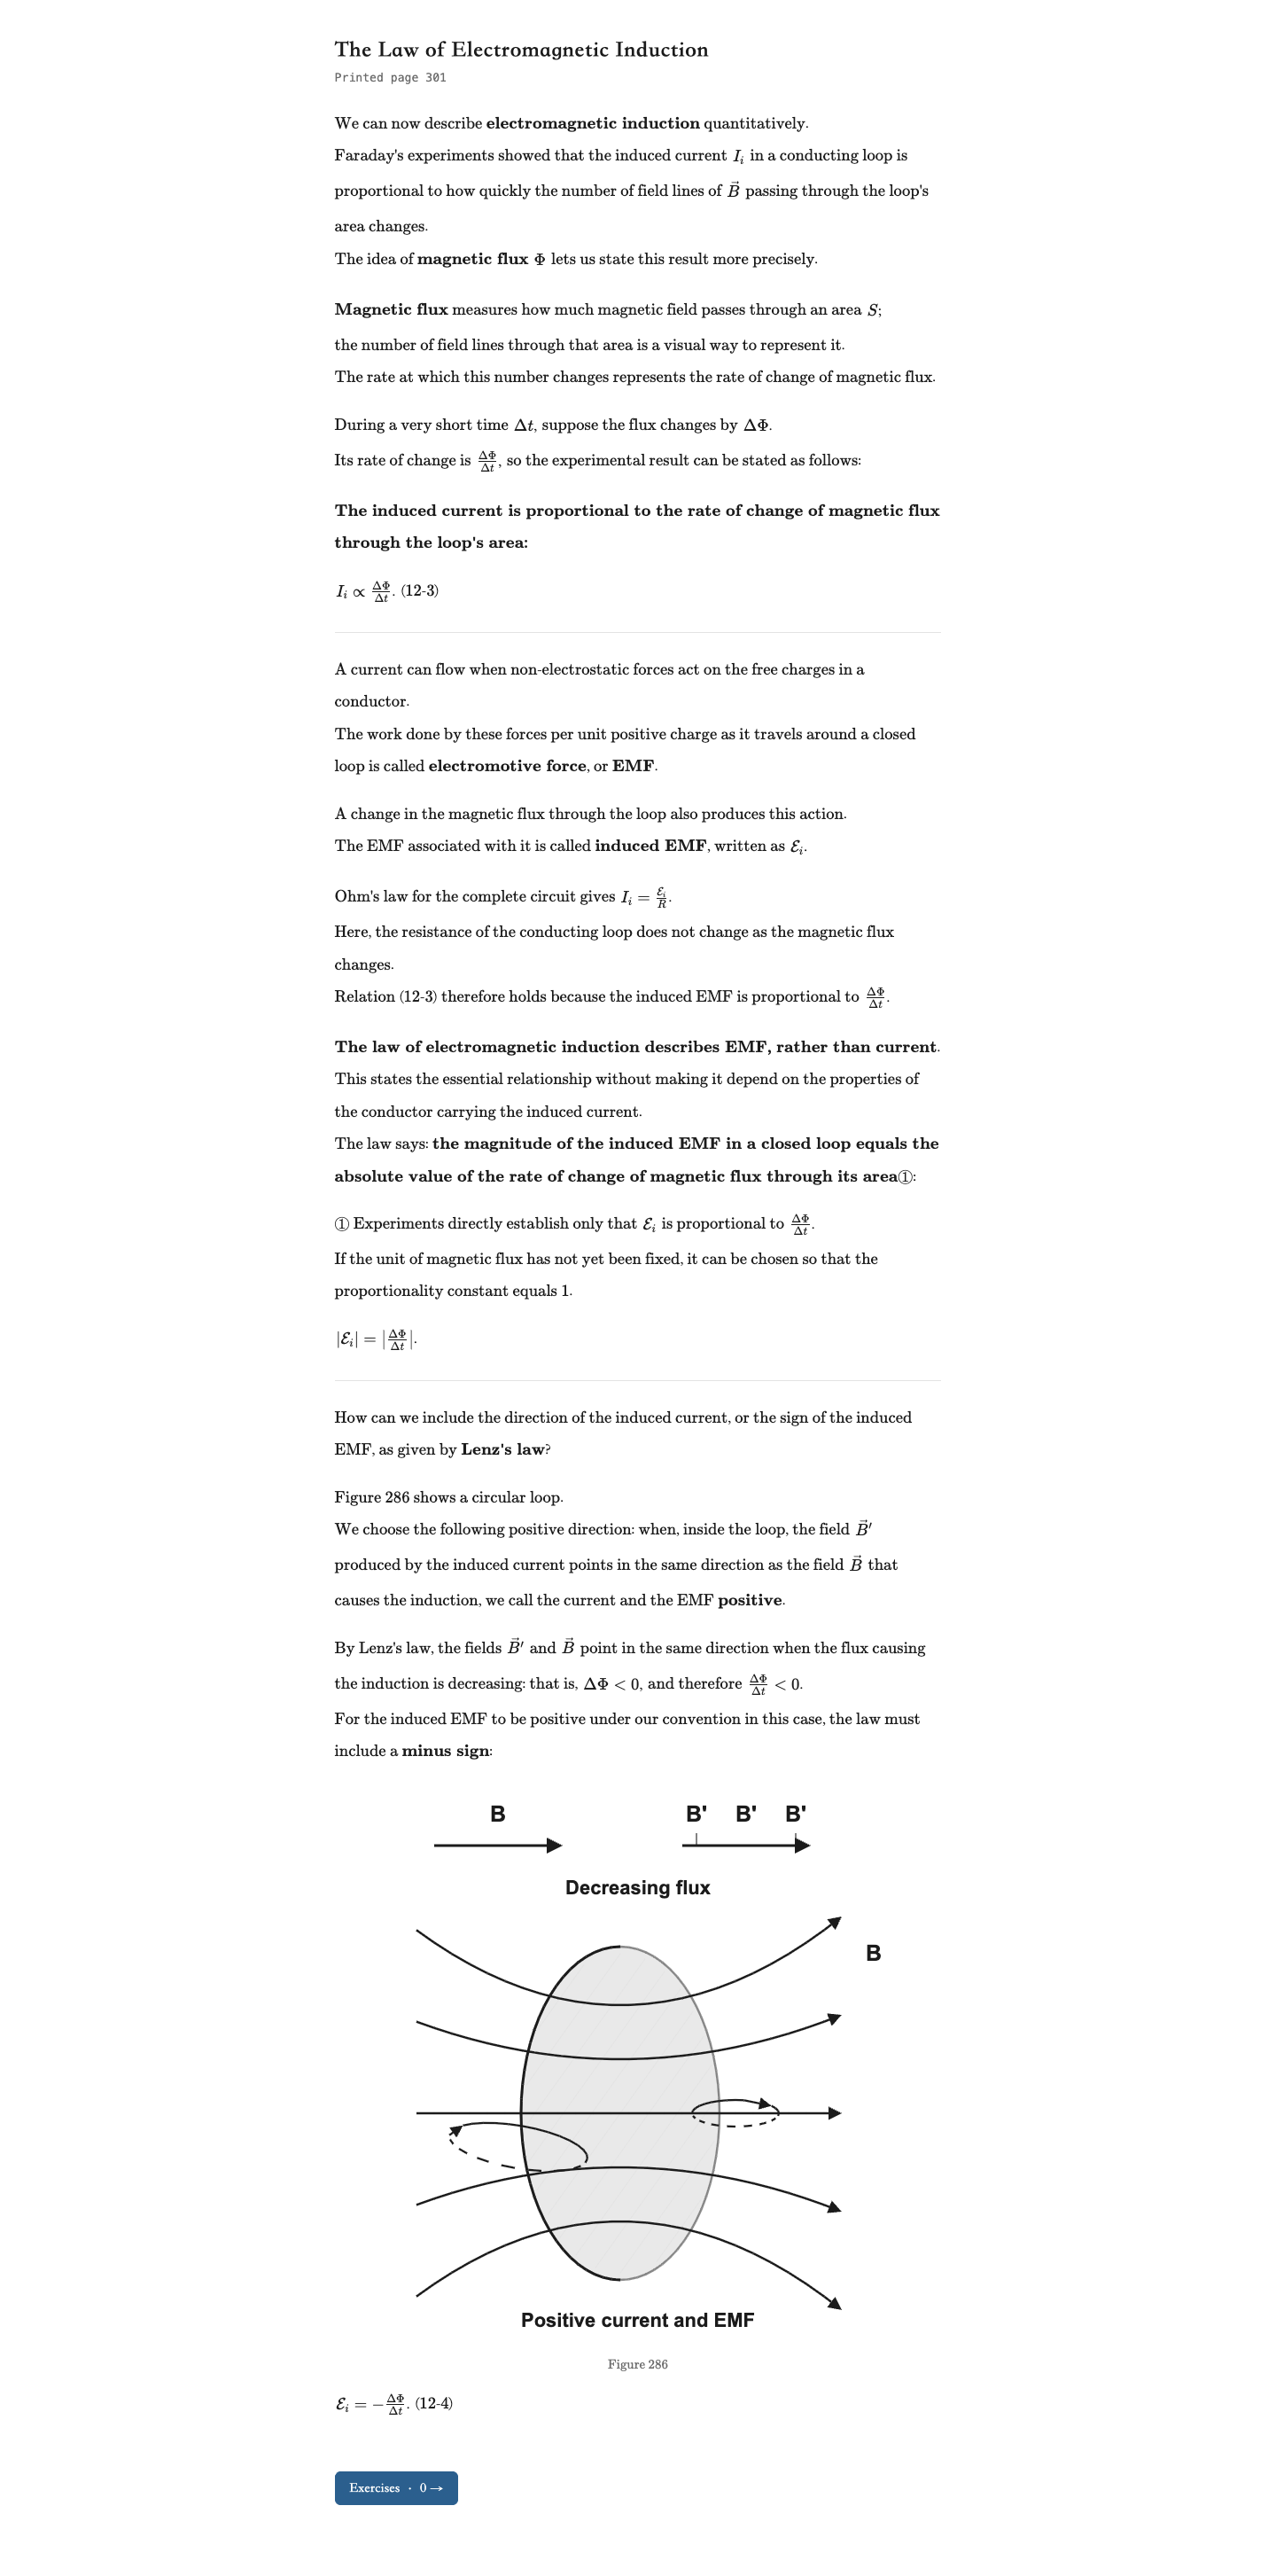 The Law of Electromagnetic Induction
Printed page 301
We can now describe electromagnetic induction quantitatively.
Faraday's experiments showed that the induced current I_i in a conducting loop is
proportional to how quickly the number of field lines of \vec{B} passing through the loop's
area changes.
The idea of magnetic flux Φ lets us state this result more precisely.
Magnetic flux measures how much magnetic field passes through an area S;
the number of field lines through that area is a visual way to represent it.
The rate at which this number changes represents the rate of change of magnetic flux.
During a very short time Δt, suppose the flux changes by ΔΦ.
Its rate of change is ΔΦ/Δt, so the experimental result can be stated as follows:
The induced current is proportional to the rate of change of magnetic flux
through the loop's area:
I_i ∝ ΔΦ/Δt. (12-3)
A current can flow when non-electrostatic forces act on the free charges in a
conductor.
The work done by these forces per unit positive charge as it travels around a closed
loop is called electromotive force, or EMF.
A change in the magnetic flux through the loop also produces this action.
The EMF associated with it is called induced EMF, written as ℰ_i.
Ohm's law for the complete circuit gives I_i = ℰ_i/R.
Here, the resistance of the conducting loop does not change as the magnetic flux
changes.
Relation (12-3) therefore holds because the induced EMF is proportional to ΔΦ/Δt.
The law of electromagnetic induction describes EMF, rather than current.
This states the essential relationship without making it depend on the properties of
the conductor carrying the induced current.
The law says: the magnitude of the induced EMF in a closed loop equals the
absolute value of the rate of change of magnetic flux through its area①:
① Experiments directly establish only that ℰ_i is proportional to ΔΦ/Δt.
If the unit of magnetic flux has not yet been fixed, it can be chosen so that the
proportionality constant equals 1.
|ℰ_i| = |ΔΦ/Δt|.
How can we include the direction of the induced current, or the sign of the induced
EMF, as given by Lenz's law?
Figure 286 shows a circular loop.
We choose the following positive direction: when, inside the loop, the field \vec{B}′
produced by the induced current points in the same direction as the field \vec{B} that
causes the induction, we call the current and the EMF positive.
By Lenz's law, the fields \vec{B}′ and \vec{B} point in the same direction when the flux causing
the induction is decreasing: that is, ΔΦ < 0, and therefore ΔΦ/Δt < 0.
For the induced EMF to be positive under our convention in this case, the law must
include a minus sign:
B B' B' B'
Decreasing flux
B
Positive current and EMF
Figure 286
ℰ_i = −ΔΦ/Δt. (12-4)
Exercises · 0 →